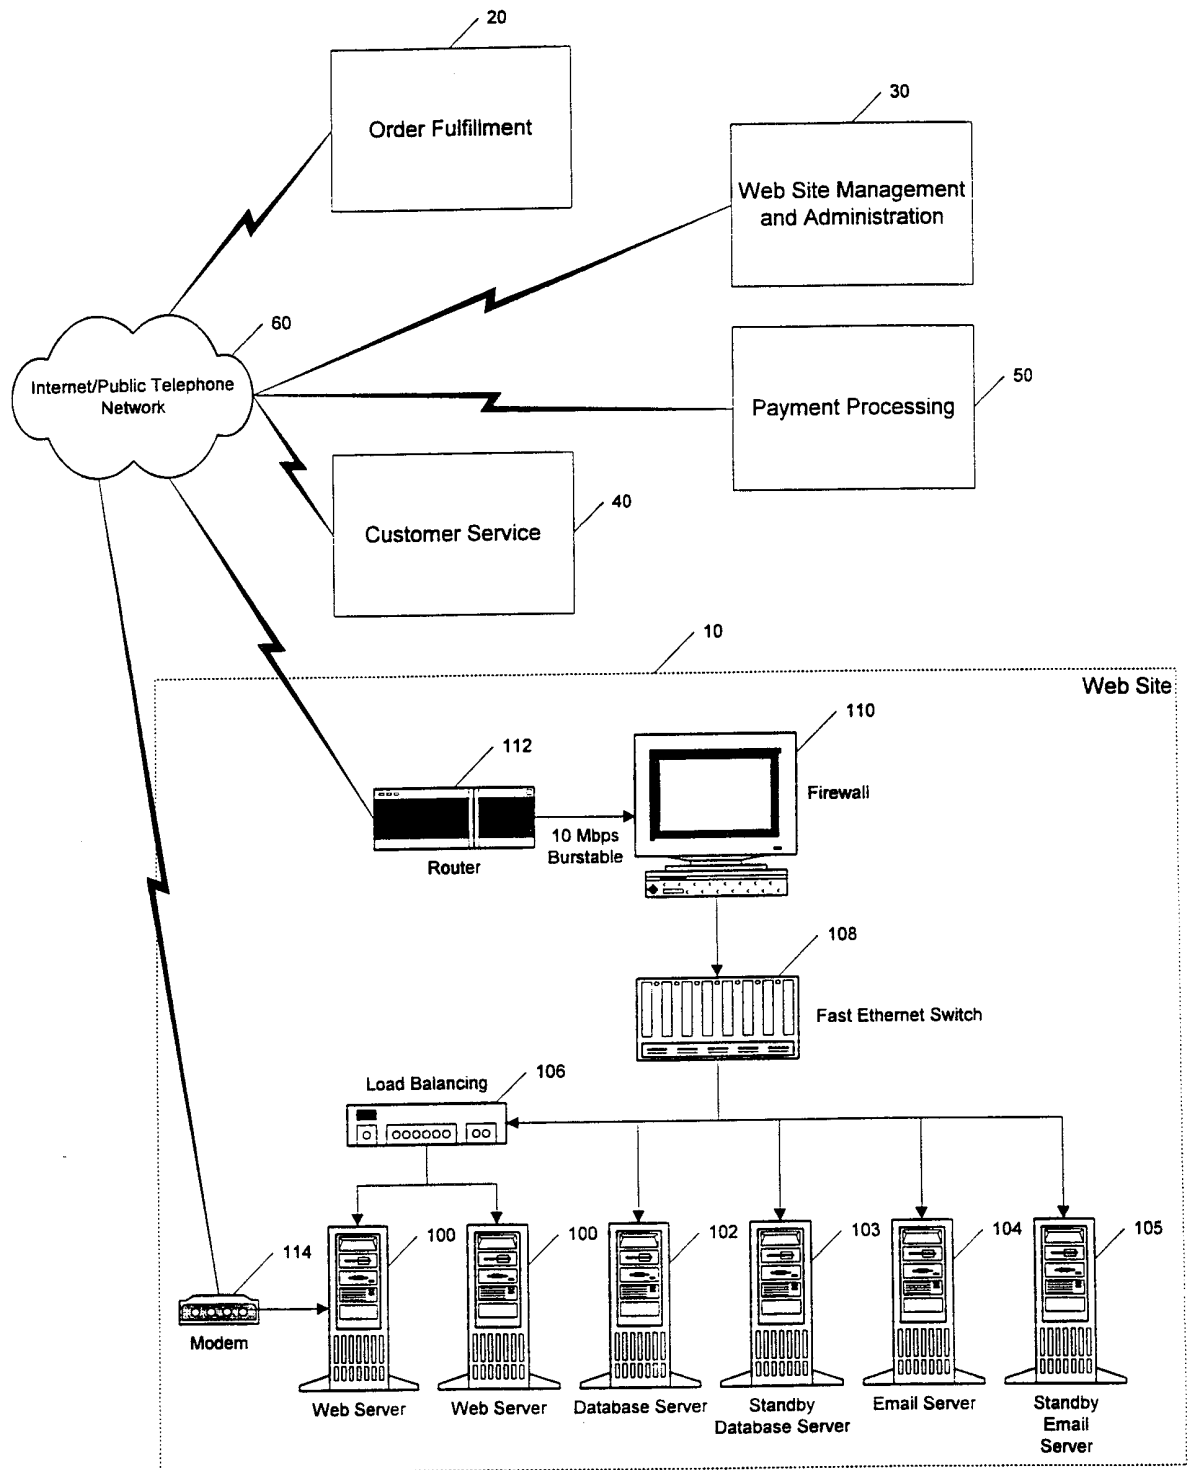 20
Order Fulfillment
30
Web Site Management
and Administration
60
Internet/Public Telephone
Network
50
Payment Processing
40
Customer Service
10
Web Site
110
112
Firewall
10 Mbps
Burstable
Router
108
Fast Ethernet Switch
Load Balancing
106
100
100
102
103
104
105
114
Modem
Web Server
Web Server
Database Server
Standby
Database Server
Email Server
Standby
Email
Server